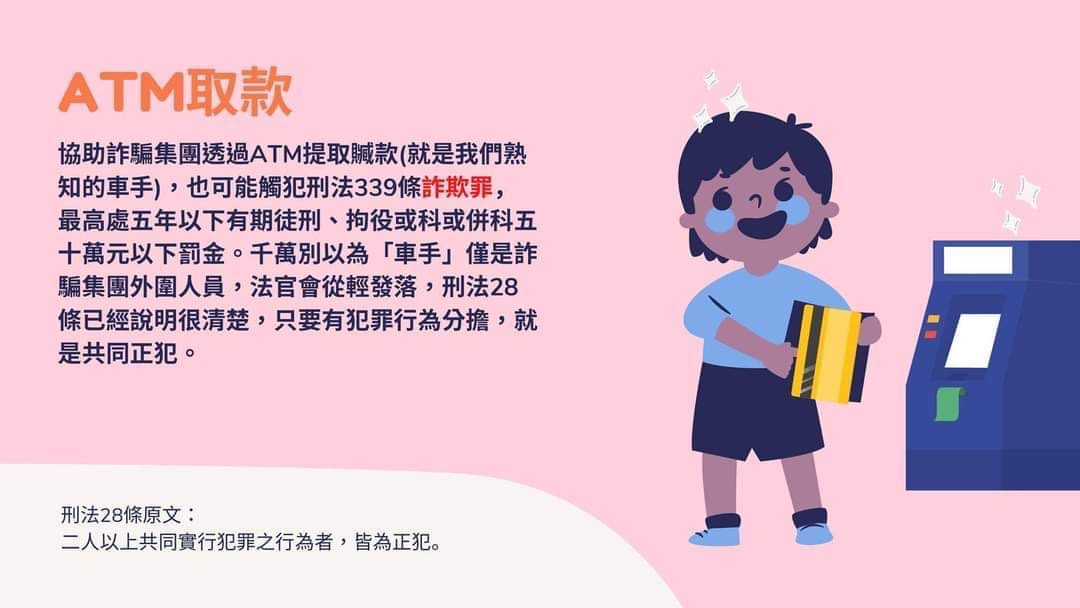 ATM取款
協助詐騙集團透過ATM提取贓款(就是我們熟
知的車手)，也可能觸犯刑法339條詐欺罪，
最高處五年以下有期徒刑、拘役或科或併科五
十萬元以下罰金。千萬別以為「車手」僅是詐
騙集團外圍人員，法官會從輕發落，刑法28
條已經說明很清楚，只要有犯罪行為分擔，就
是共同正犯。
刑法28條原文：
二人以上共同實行犯罪之行為者，皆為正犯。